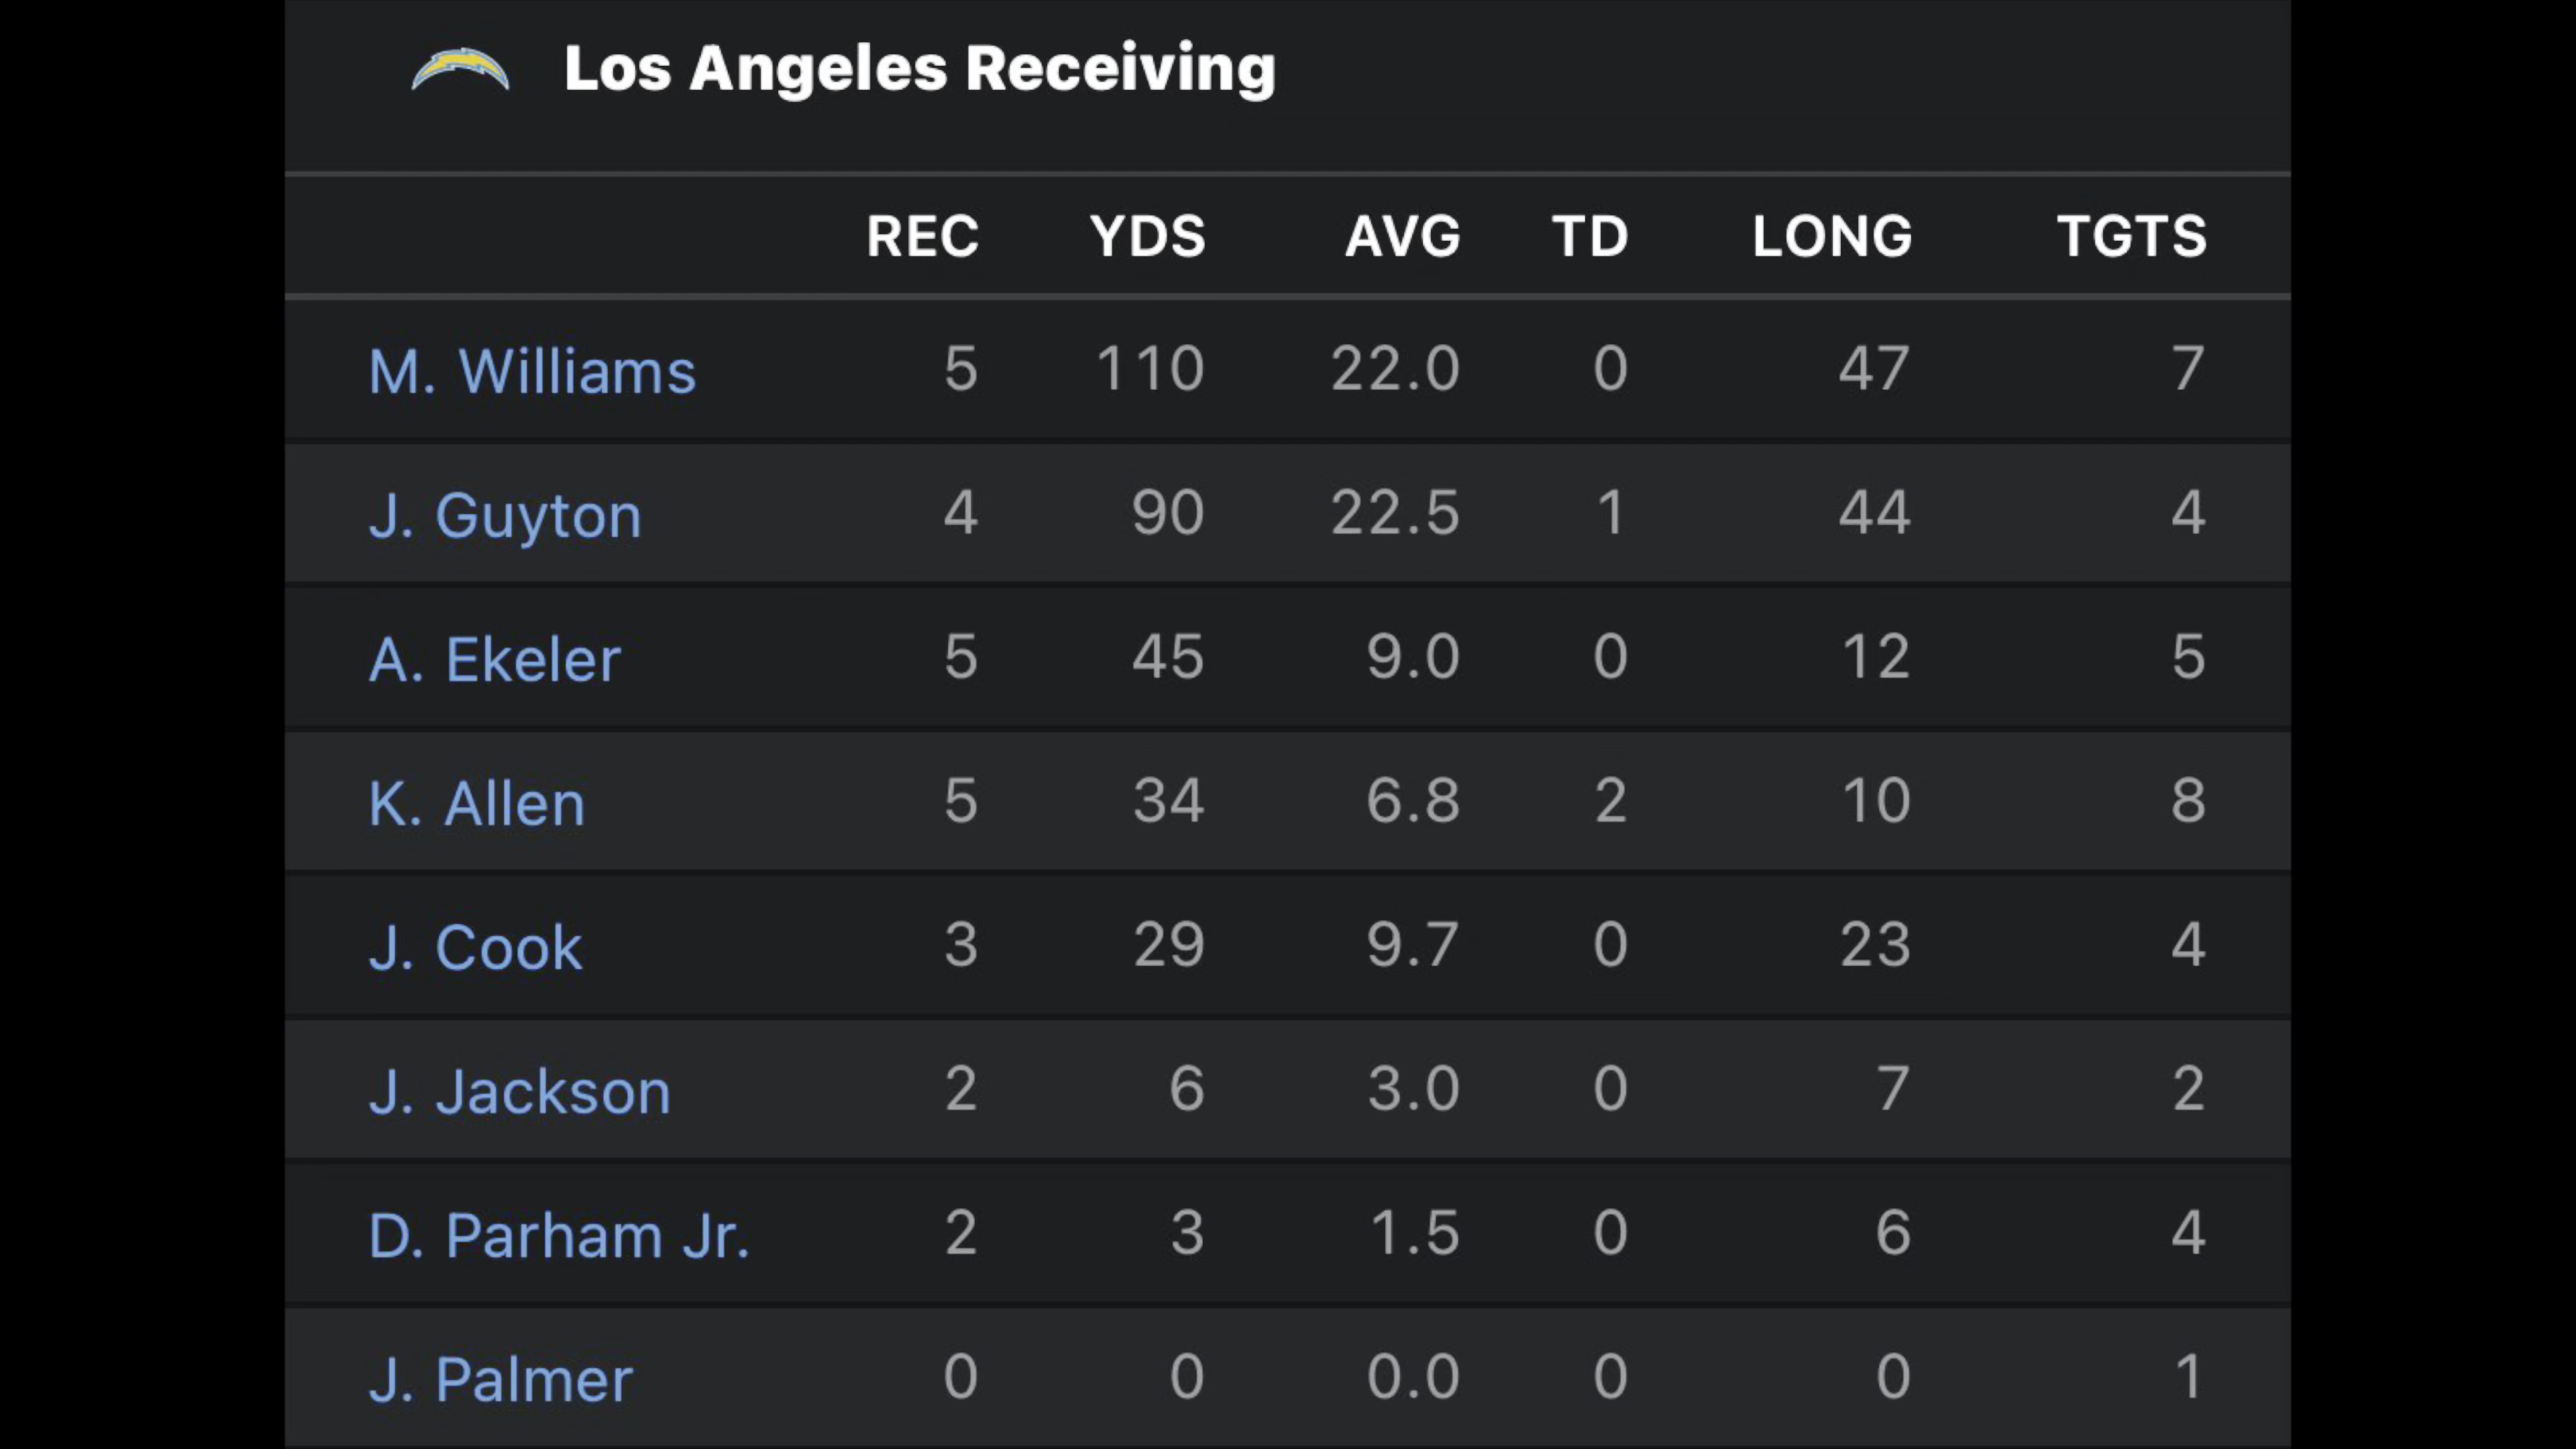 Los Angeles Receiving
REC YDS AVG TD LONG TGTS
M. Williams 5 110 22.0 0 47 7
J. Guyton 4 90 22.5 1 44 4
A. Ekeler 5 45 9.0 0 12 5
K. Allen 5 34 6.8 2 10 8
J. Cook 3 29 9.7 0 23 4
J. Jackson 2 6 3.0 0 7 2
D. Parham Jr. 2 3 1.5 0 6 4
J. Palmer 0 0 0.0 0 0 1